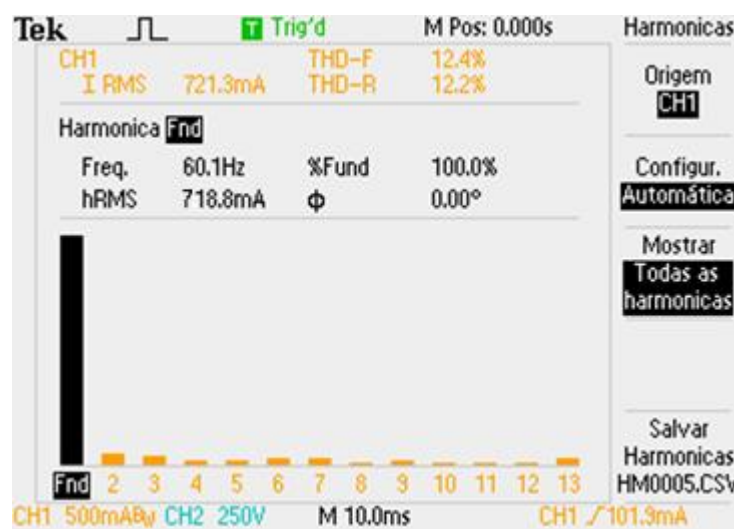 Tek T Trig'd M Pos: 0.000s Harmonicas
CH1 THD-F 12.4%
I RMS 721.3mA THD-R 12.2%
Origem
CH1
Harmonica Fnd
Freq. 60.1Hz %Fund 100.0%
hRMS 718.8mA Φ 0.00°
Configur.
Automática
Mostrar
Todas as
harmonicas
Salvar
Harmonicas
HM0005.CSV
Fnd 2 3 4 5 6 7 8 9 10 11 12 13
CH1 500mABW CH2 250V M 10.0ms CH1 101.9mA